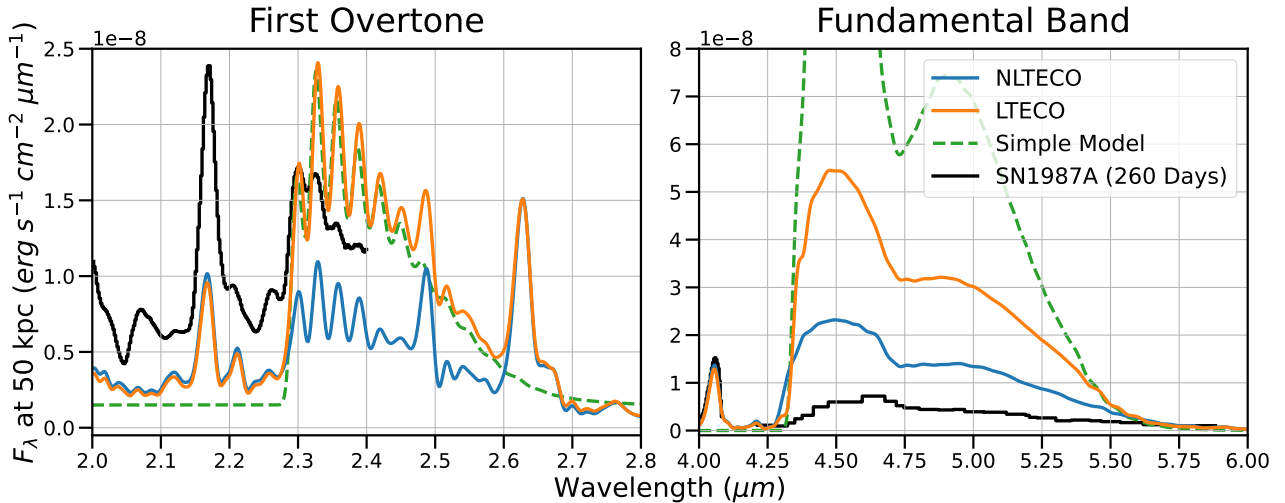 First Overtone
Fundamental Band
1e−8
1e−8
F_λ at 50 kpc (erg s⁻¹ cm⁻² μm⁻¹)
2.5
2.0
1.5
1.0
0.5
0.0
2.0 2.1 2.2 2.3 2.4 2.5 2.6 2.7 2.8
8
7
6
5
4
3
2
1
0
NLTECO
LTECO
Simple Model
SN1987A (260 Days)
4.00 4.25 4.50 4.75 5.00 5.25 5.50 5.75 6.00
Wavelength (μm)